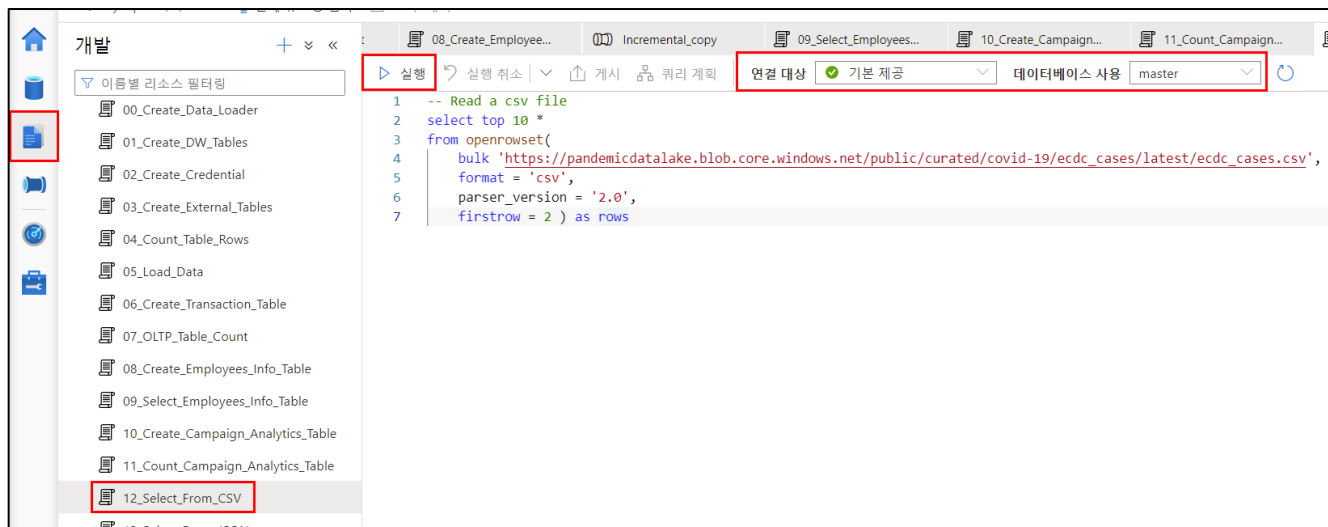 개발
이름별 리소스 필터링
00_Create_Data_Loader
01_Create_DW_Tables
02_Create_Credential
03_Create_External_Tables
04_Count_Table_Rows
05_Load_Data
06_Create_Transaction_Table
07_OLTP_Table_Count
08_Create_Employees_Info_Table
09_Select_Employees_Info_Table
10_Create_Campaign_Analytics_Table
11_Count_Campaign_Analytics_Table
12_Select_From_CSV
08_Create_Employee...
Incremental_copy
09_Select_Employees...
10_Create_Campaign...
11_Count_Campaign...
실행
실행 취소
게시
쿼리 계획
연결 대상
기본 제공
데이터베이스 사용
master
1 -- Read a csv file
2 select top 10 *
3 from openrowset(
4 bulk 'https://pandemicdatalake.blob.core.windows.net/public/curated/covid-19/ecdc_cases/latest/ecdc_cases.csv',
5 format = 'csv',
6 parser_version = '2.0',
7 firstrow = 2 ) as rows